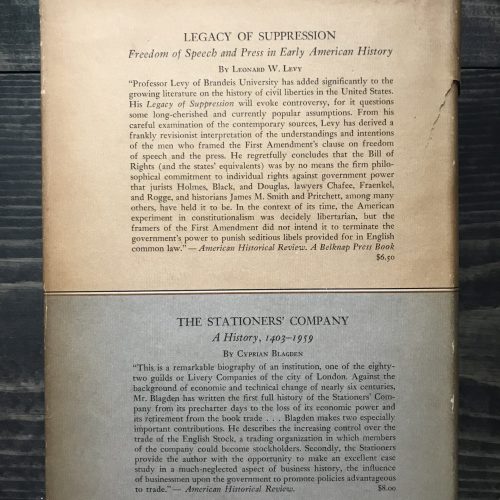 LEGACY OF SUPPRESSION
Freedom of Speech and Press in Early American History
By Leonard W. Levy
"Professor Levy of Brandeis University has added significantly to the
growing literature on the history of civil liberties in the United States.
His Legacy of Suppression will evoke controversy, for it questions
some long-cherished and currently popular assumptions. From his
careful examination of the contemporary sources, Levy has derived a
frankly revisionist interpretation of the understandings and intentions
of the men who framed the First Amendment's clause on freedom
of speech and the press. He regretfully concludes that the Bill of
Rights (and the states' equivalents) was by no means the firm philo-
sophical commitment to individual rights against government power
that jurists Holmes, Black, and Douglas, lawyers Chafee, Fraenkel,
and Rogge, and historians James M. Smith and Pritchett, among many
others, have held it to be. In the context of its time, the American
experiment in constitutionalism was decidedly libertarian, but the
framers of the First Amendment did not intend it to terminate the
government's power to punish seditious libels provided for in English
common law." — American Historical Review. A Belknap Press Book
$6.50
THE STATIONERS' COMPANY
A History, 1403–1959
By Cyprian Blagden
"This is a remarkable biography of an institution, one of the eighty-
two guilds or Livery Companies of the city of London. Against the
background of economic and technical change of nearly six centuries,
Mr. Blagden has written the first full history of the Stationers' Com-
pany from its precharter days to the loss of its economic power and
its retirement from the book trade . . . Blagden makes two especially
important contributions. He describes the increasing control over the
trade of the English Stock, a trading organization in which members
of the company could become stockholders. Secondly, the Stationers
provide the author with the opportunity to make an excellent case
study in a much-neglected aspect of business history, the influence
of businessmen upon the government to promote policies advantageous
to trade." — American Historical Review.
$8.00